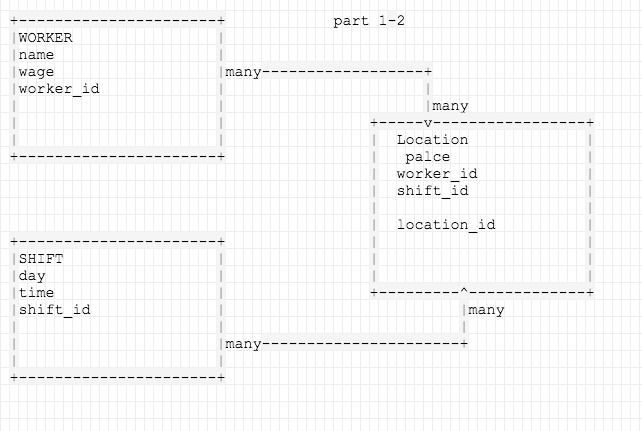 part 1-2
WORKER
name
wage
worker_id
many
many
Location
palce
worker_id
shift_id
location_id
SHIFT
day
time
shift_id
many
many